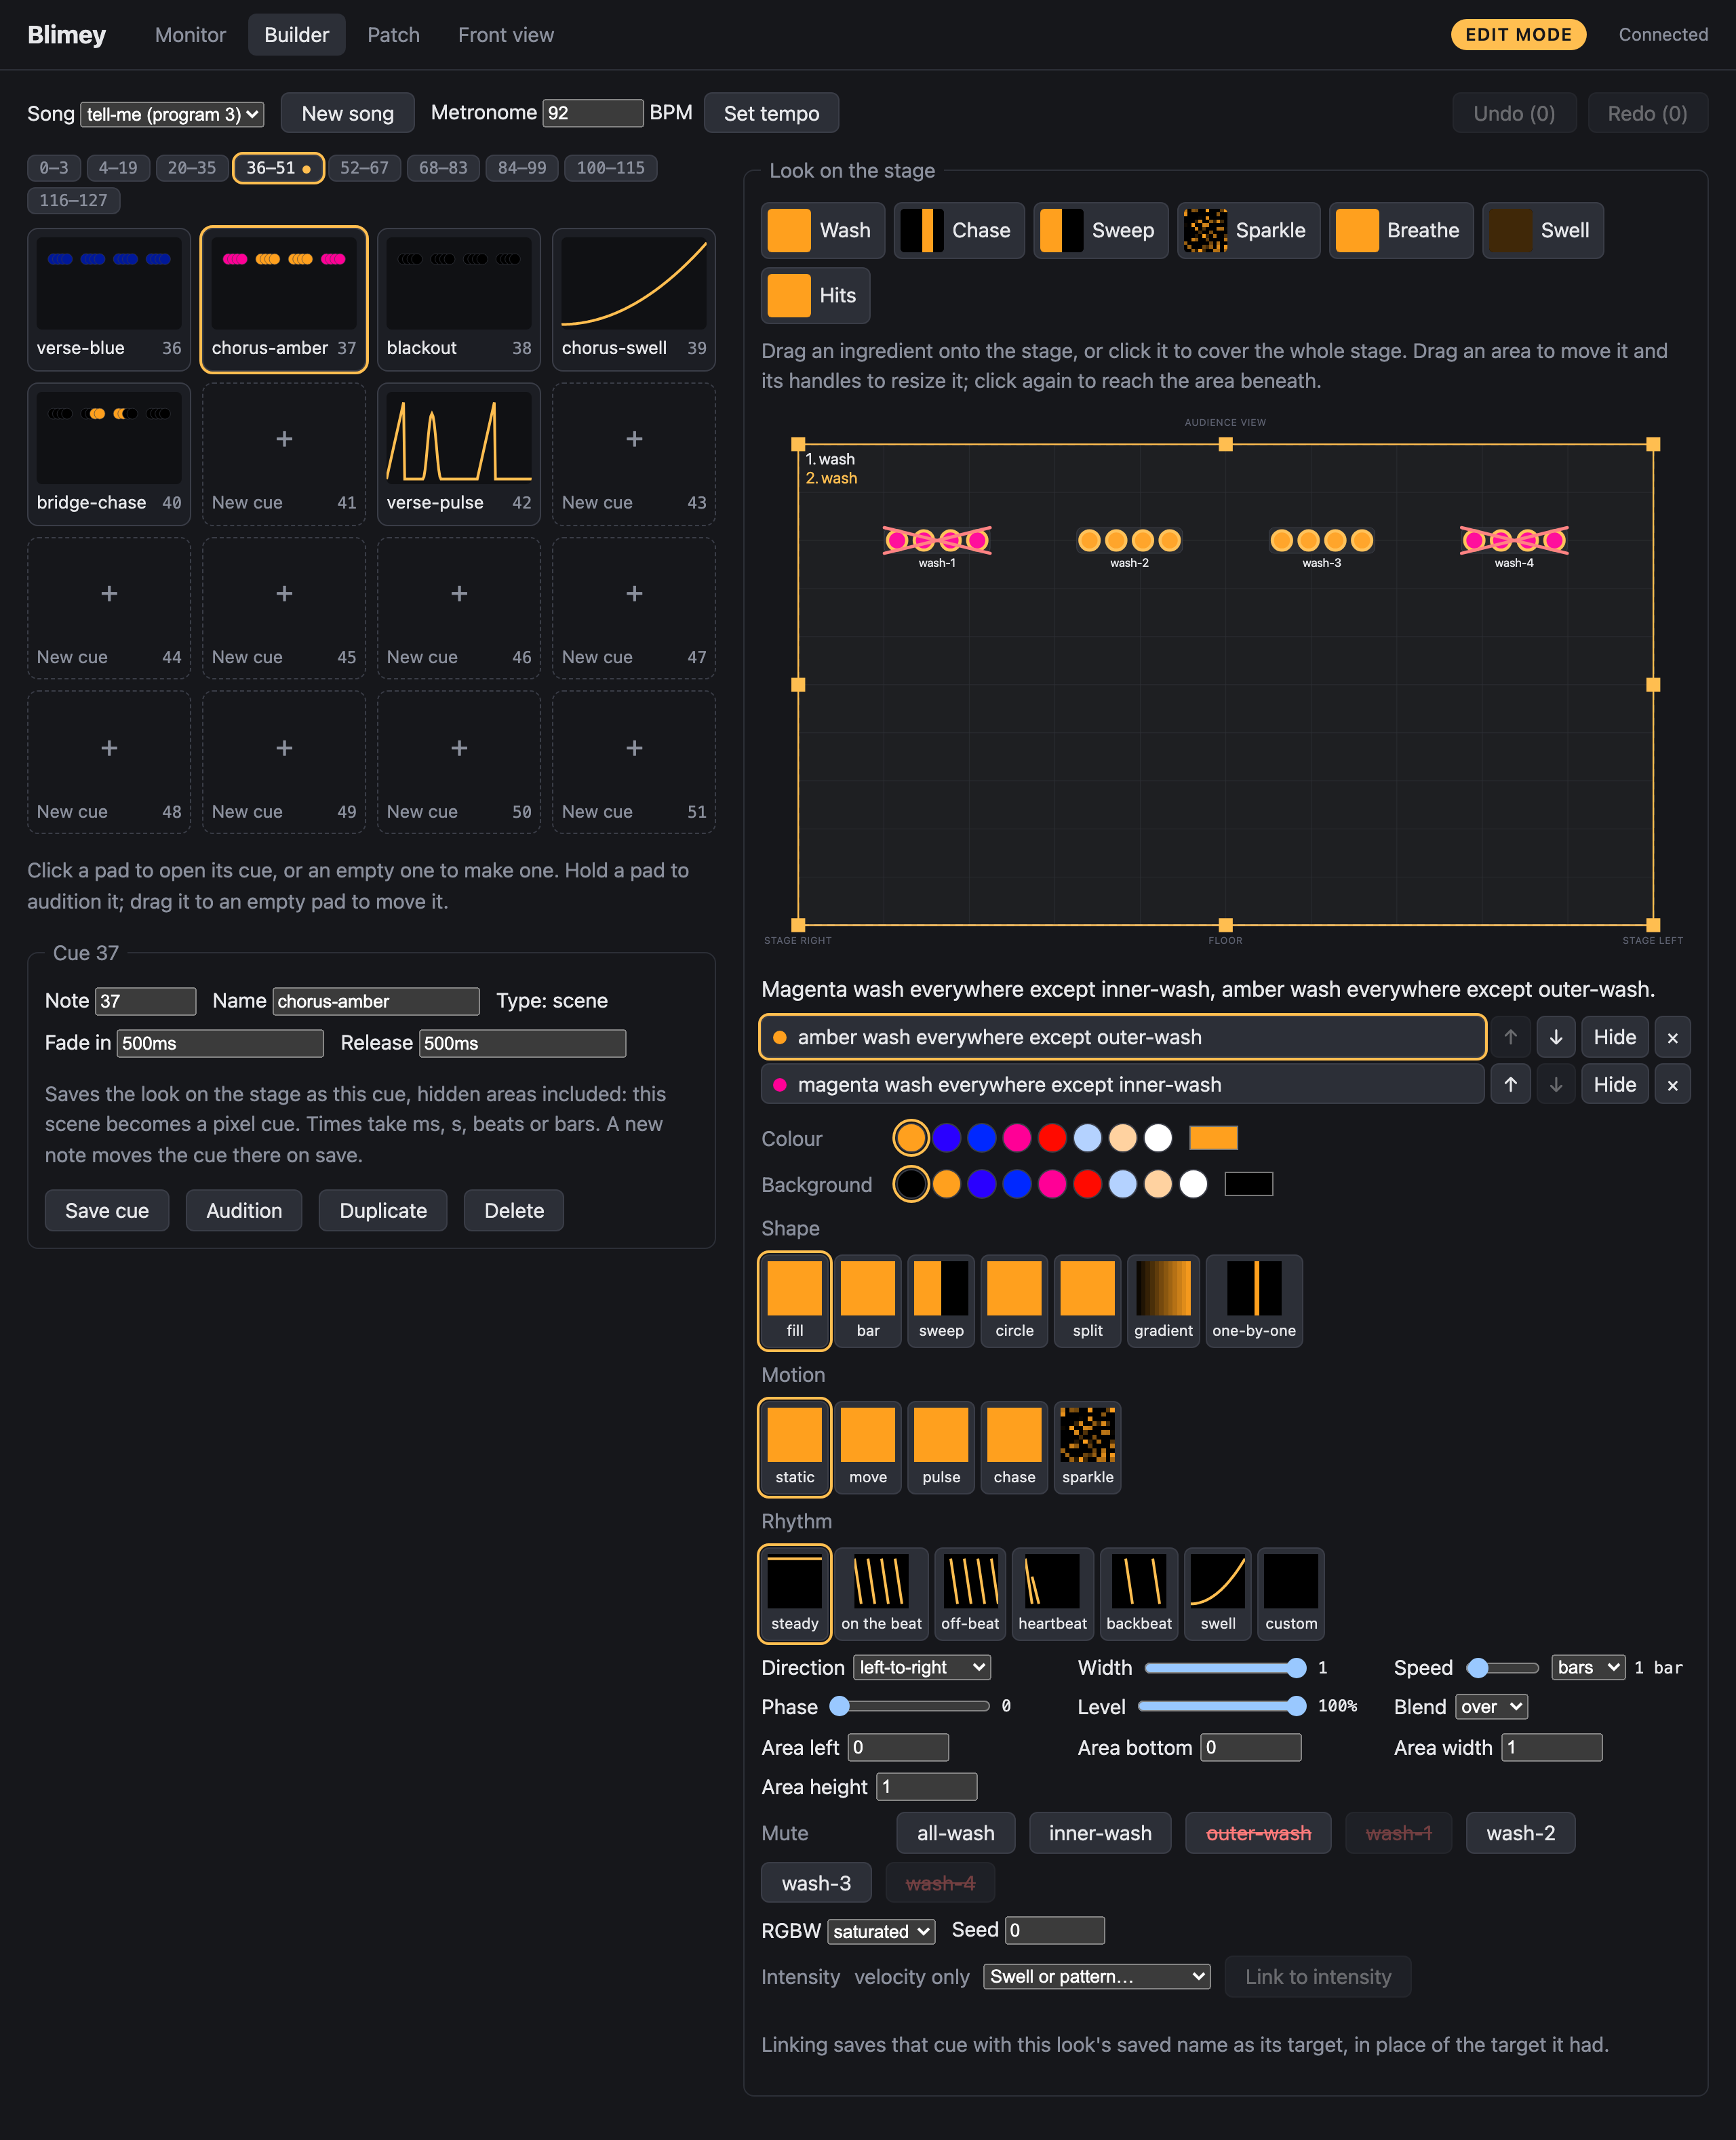 Blimey Monitor Builder Patch Front view EDIT MODE Connected
Song tell-me (program 3) New song Metronome 92 BPM Set tempo Undo (0) Redo (0)
0–3 4–19 20–35 36–51 52–67 68–83 84–99 100–115
116–127
verse-blue 36 chorus-amber 37 blackout 38 chorus-swell 39
bridge-chase 40 New cue 41 verse-pulse 42 New cue 43
+ + 
New cue 44 New cue 45 New cue 46 New cue 47
+ + + +
New cue 48 New cue 49 New cue 50 New cue 51
+ + + +
Click a pad to open its cue, or an empty one to make one. Hold a pad to
audition it; drag it to an empty pad to move it.
Cue 37
Note 37 Name chorus-amber Type: scene
Fade in 500ms Release 500ms
Saves the look on the stage as this cue, hidden areas included: this
scene becomes a pixel cue. Times take ms, s, beats or bars. A new
note moves the cue there on save.
Save cue Audition Duplicate Delete
Look on the stage
Wash Chase Sweep Sparkle Breathe Swell
Hits
Drag an ingredient onto the stage, or click it to cover the whole stage. Drag an area to move it and
its handles to resize it; click again to reach the area beneath.
AUDIENCE VIEW
1. wash
2. wash
wash-1 wash-2 wash-3 wash-4
STAGE RIGHT FLOOR STAGE LEFT
Magenta wash everywhere except inner-wash, amber wash everywhere except outer-wash.
amber wash everywhere except outer-wash ↑ ↓ Hide ×
magenta wash everywhere except inner-wash ↑ ↓ Hide ×
Colour
Background
Shape
fill bar sweep circle split gradient one-by-one
Motion
static move pulse chase sparkle
Rhythm
steady on the beat off-beat heartbeat backbeat swell custom
Direction left-to-right Width 1 Speed bars 1 bar
Phase 0 Level 100% Blend over
Area left 0 Area bottom 0 Area width 1
Area height 1
Mute all-wash inner-wash outer-wash wash-1 wash-2
wash-3 wash-4
RGBW saturated Seed 0
Intensity velocity only Swell or pattern... Link to intensity
Linking saves that cue with this look's saved name as its target, in place of the target it had.